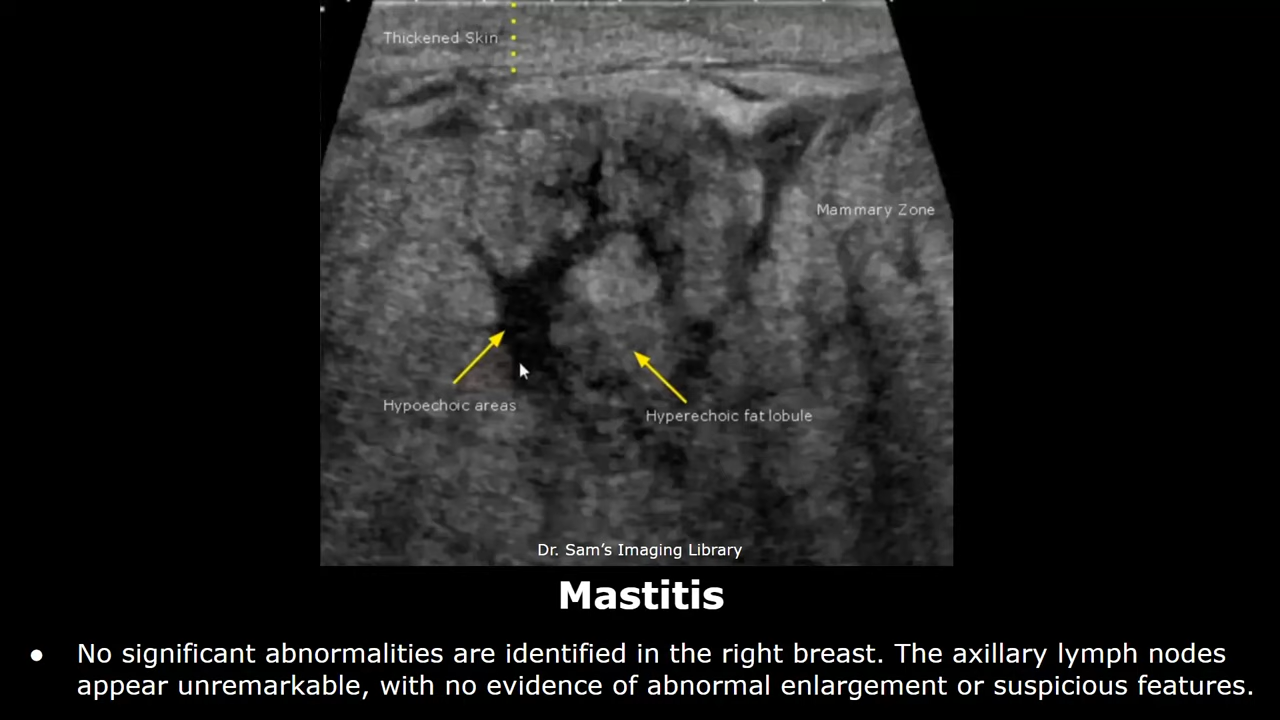 Thickened Skin
Mammary Zone
Hypoechoic areas
Hyperechoic fat lobule
Dr. Sam’s Imaging Library
Mastitis
● No significant abnormalities are identified in the right breast. The axillary lymph nodes
appear unremarkable, with no evidence of abnormal enlargement or suspicious features.